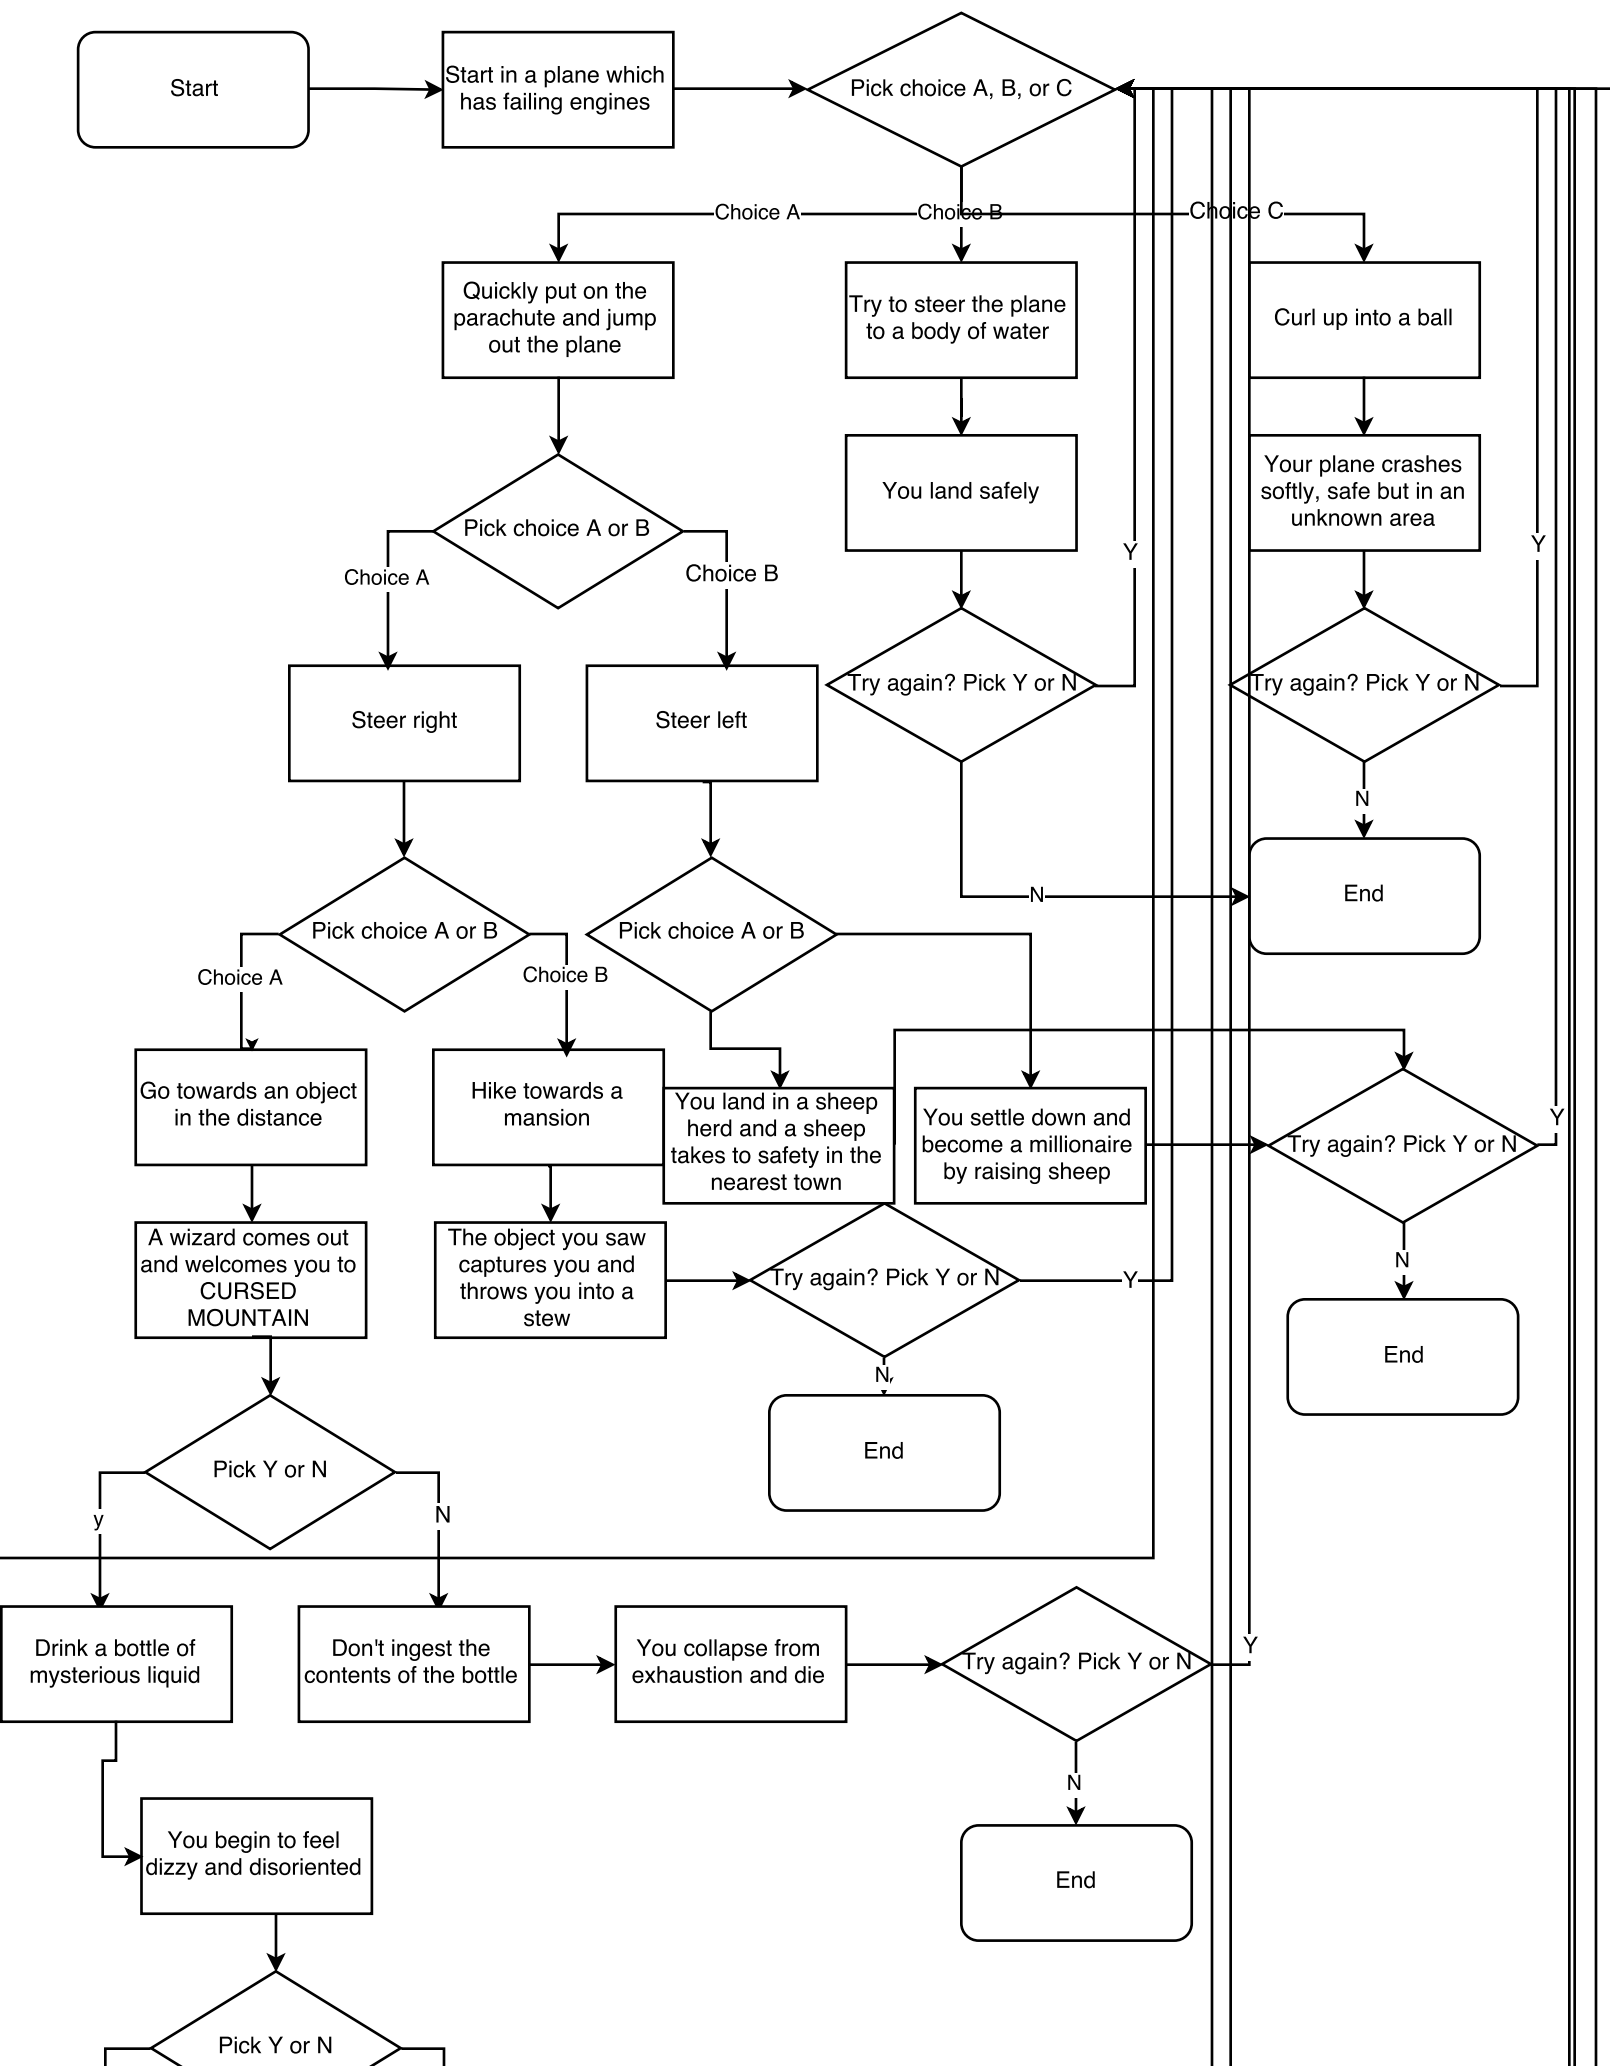 Start
Start in a plane which
has failing engines
Pick choice A, B, or C
Choice A
Choice B
Choice C
Quickly put on the
parachute and jump
out the plane
Try to steer the plane
to a body of water
Curl up into a ball
You land safely
Your plane crashes
softly, safe but in an
unknown area
Pick choice A or B
Choice A
Choice B
Y
Y
Steer right
Steer left
Try again? Pick Y or N
Try again? Pick Y or N
N
N
End
Pick choice A or B
Pick choice A or B
Choice A
Choice B
Go towards an object
in the distance
Hike towards a
mansion
You land in a sheep
herd and a sheep
takes to safety in the
nearest town
You settle down and
become a millionaire
by raising sheep
Try again? Pick Y or N
Y
N
End
A wizard comes out
and welcomes you to
CURSED
MOUNTAIN
The object you saw
captures you and
throws you into a
stew
Try again? Pick Y or N
Y
N
End
Pick Y or N
y
N
Drink a bottle of
mysterious liquid
Don't ingest the
contents of the bottle
You collapse from
exhaustion and die
Try again? Pick Y or N
Y
N
End
You begin to feel
dizzy and disoriented
Pick Y or N